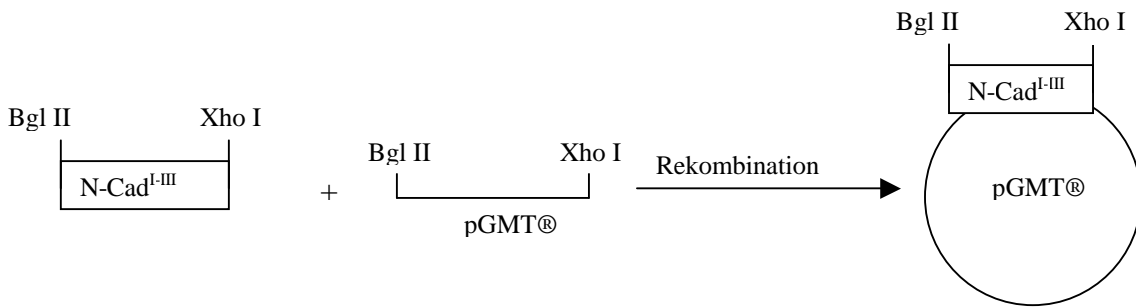 Bgl II Xho I
N-Cad^I-III
+
Bgl II Xho I
pGMT®
Rekombination
Bgl II Xho I
N-Cad^I-III
pGMT®